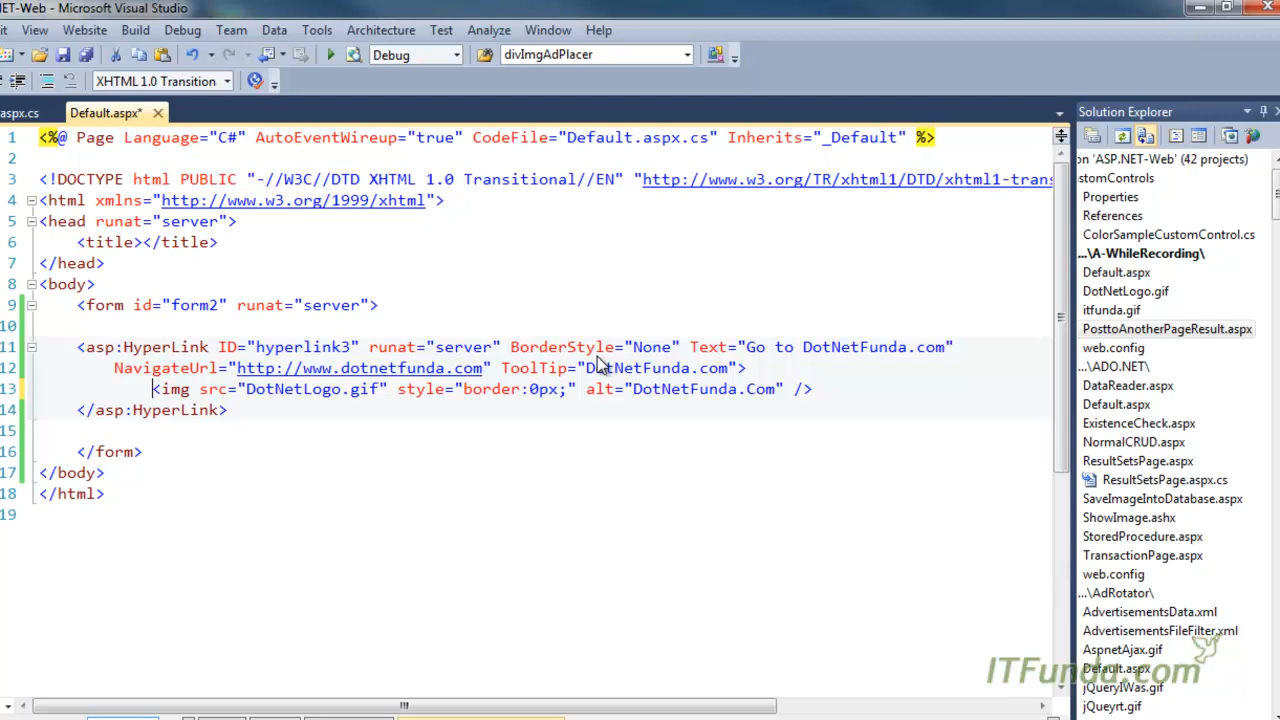 NET-Web - Microsoft Visual Studio
it View Website Build Debug Team Data Tools Architecture Test Analyze Window Help
Debug divImgAdPlacer
XHTML 1.0 Transition
aspx.cs Default.aspx*
Solution Explorer
1 <%@ Page Language="C#" AutoEventWireup="true" CodeFile="Default.aspx.cs" Inherits="_Default" %>
2
3 <!DOCTYPE html PUBLIC "-//W3C//DTD XHTML 1.0 Transitional//EN" "http://www.w3.org/TR/xhtml1/DTD/xhtml1-trans
4 <html xmlns="http://www.w3.org/1999/xhtml">
5 <head runat="server">
6 <title></title>
7 </head>
8 <body>
9 <form id="form2" runat="server">
10
11 <asp:HyperLink ID="hyperlink3" runat="server" BorderStyle="None" Text="Go to DotNetFunda.com"
12 NavigateUrl="http://www.dotnetfunda.com" ToolTip="DotNetFunda.com">
13 <img src="DotNetLogo.gif" style="border:0px;" alt="DotNetFunda.Com" />
14 </asp:HyperLink>
15
16 </form>
17 </body>
18 </html>
19
on 'ASP.NET-Web' (42 projects)
stomControls
Properties
References
ColorSampleCustomControl.cs
...\A-WhileRecording\
Default.aspx
DotNetLogo.gif
itfunda.gif
PosttoAnotherPageResult.aspx
web.config
...\ADO.NET\
DataReader.aspx
Default.aspx
ExistenceCheck.aspx
NormalCRUD.aspx
ResultSetsPage.aspx
ResultSetsPage.aspx.cs
SaveImageIntoDatabase.aspx
ShowImage.ashx
StoredProcedure.aspx
TransactionPage.aspx
web.config
...\AdRotator\
AdvertisementsData.xml
AdvertisementsFileFilter.xml
AspnetAjax.gif
Default.aspx
jQueryIWas.gif
jQueryrt.gif
ITFunda.com